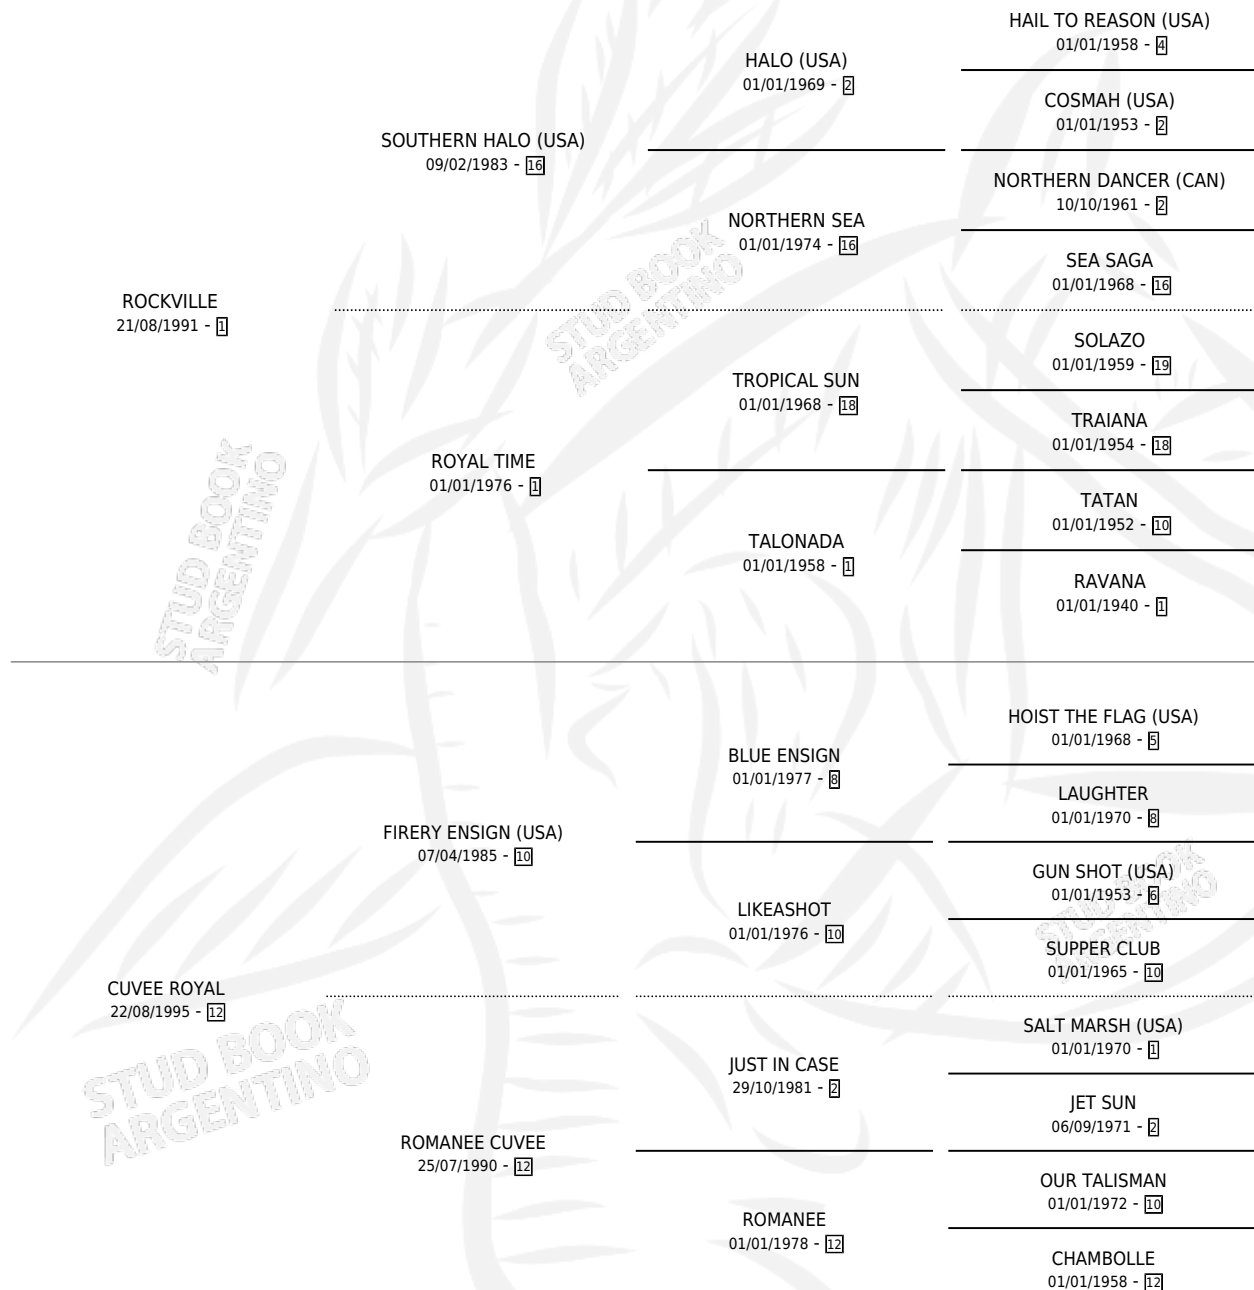 HAIL TO REASON (USA)
01/01/1958 - 4
HALO (USA)
01/01/1969 - 2
COSMAH (USA)
01/01/1953 - 2
SOUTHERN HALO (USA)
09/02/1983 - 16
NORTHERN DANCER (CAN)
10/10/1961 - 2
NORTHERN SEA
01/01/1974 - 16
SEA SAGA
01/01/1968 - 16
ROCKVILLE
21/08/1991 - 1
SOLAZO
01/01/1959 - 19
TROPICAL SUN
01/01/1968 - 18
TRAIANA
01/01/1954 - 18
ROYAL TIME
01/01/1976 - 1
TATAN
01/01/1952 - 10
TALONADA
01/01/1958 - 1
RAVANA
01/01/1940 - 1
HOIST THE FLAG (USA)
01/01/1968 - 5
BLUE ENSIGN
01/01/1977 - 8
LAUGHTER
01/01/1970 - 8
FIRERY ENSIGN (USA)
07/04/1985 - 10
GUN SHOT (USA)
01/01/1953 - 6
LIKEASHOT
01/01/1976 - 10
SUPPER CLUB
01/01/1965 - 10
CUVEE ROYAL
22/08/1995 - 12
SALT MARSH (USA)
01/01/1970 - 1
JUST IN CASE
29/10/1981 - 2
JET SUN
06/09/1971 - 2
ROMANEE CUVEE
25/07/1990 - 12
OUR TALISMAN
01/01/1972 - 10
ROMANEE
01/01/1978 - 12
CHAMBOLLE
01/01/1958 - 12
STUD BOOK
ARGENTINO
STUD BOOK
ARGENTINO
STUD BOOK
ARGENTINO
STUD BOOK
ARGENTINO